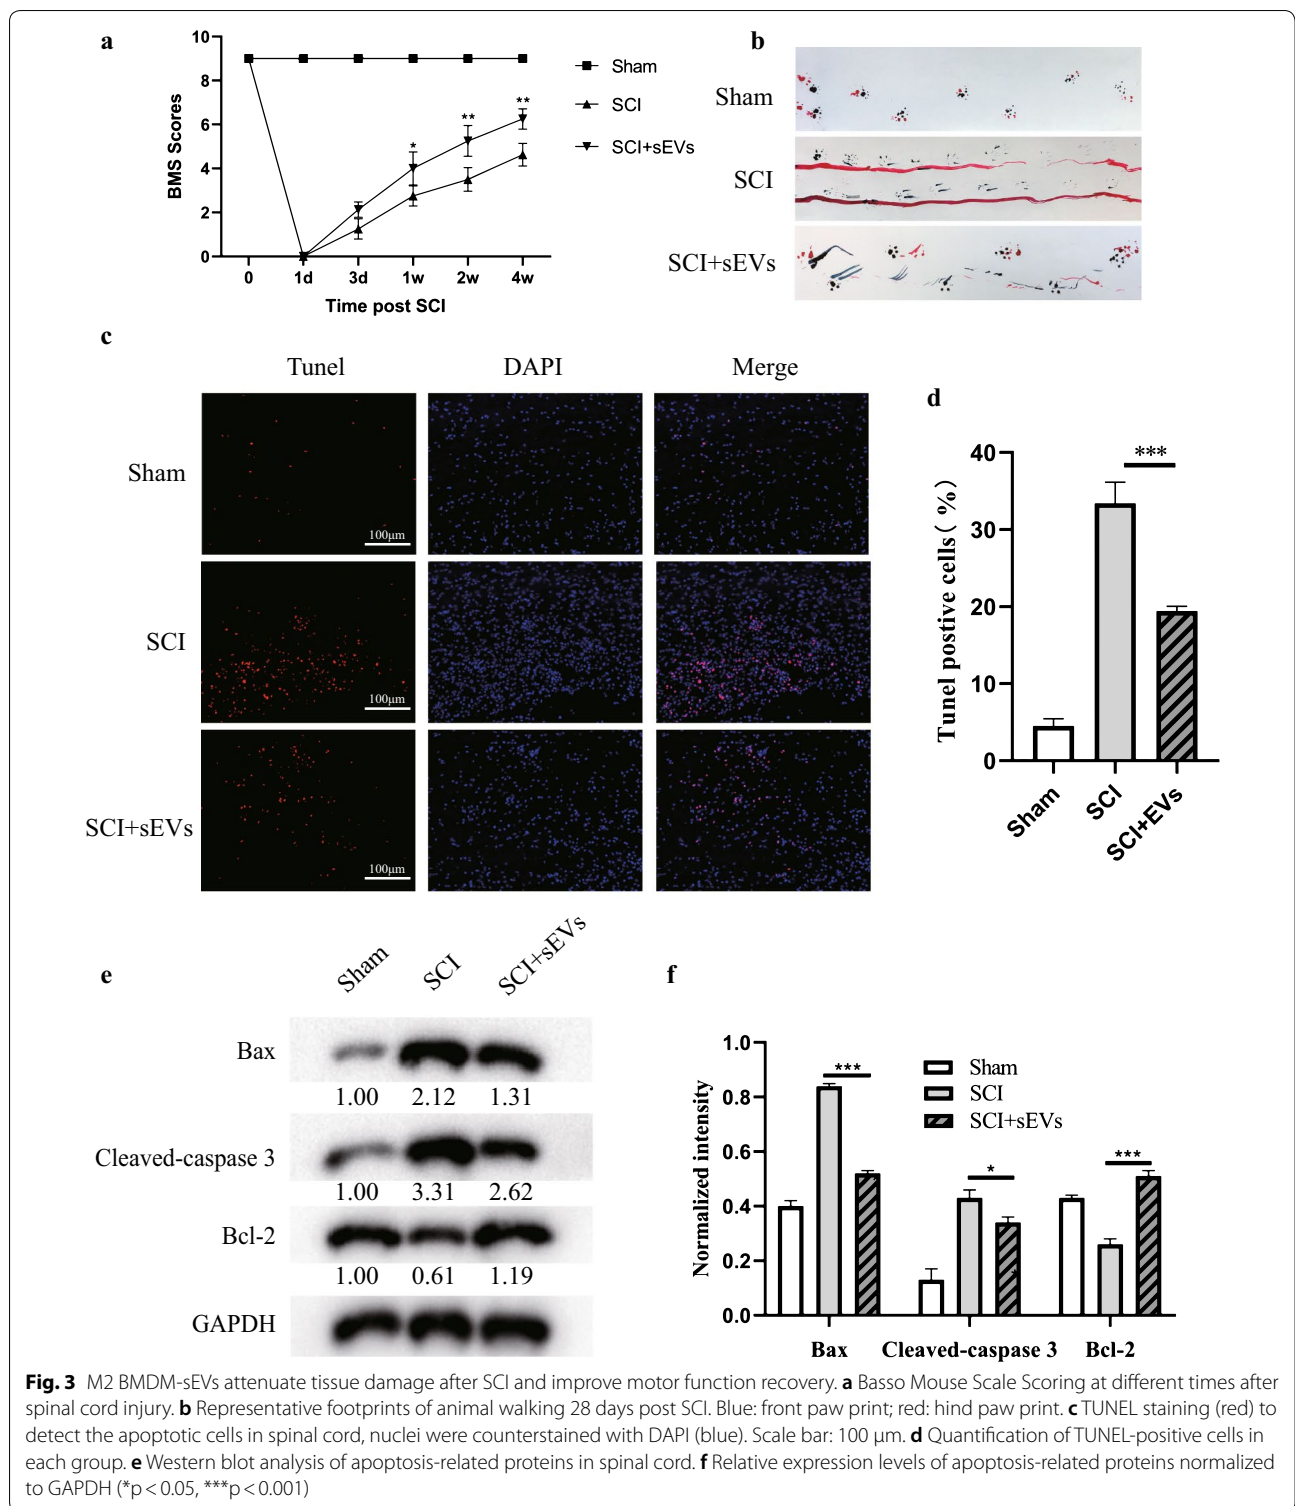 a
10
8
6
4
2
0
BMS Scores
*
**
**
0 1d 3d 1w 2w 4w
Time post SCI
Sham
SCI
SCI+sEVs
b
Sham
SCI
SCI+sEVs
c
Tunel DAPI Merge
Sham
100μm
SCI
100μm
SCI+sEVs
100μm
d
Tunel postive cells( %)
40
30
20
10
0
***
Sham SCI SCI+EVs
e
Sham SCI SCI+sEVs
Bax
1.00 2.12 1.31
Cleaved-caspase 3
1.00 3.31 2.62
Bcl-2
1.00 0.61 1.19
GAPDH
f
Normalized intensity
1.0
0.8
0.6
0.4
0.2
0.0
***
*
***
Sham
SCI
SCI+sEVs
Bax Cleaved-caspase 3 Bcl-2
Fig. 3 M2 BMDM-sEVs attenuate tissue damage after SCI and improve motor function recovery. a Basso Mouse Scale Scoring at different times after
spinal cord injury. b Representative footprints of animal walking 28 days post SCI. Blue: front paw print; red: hind paw print. c TUNEL staining (red) to
detect the apoptotic cells in spinal cord, nuclei were counterstained with DAPI (blue). Scale bar: 100 μm. d Quantification of TUNEL-positive cells in
each group. e Western blot analysis of apoptosis-related proteins in spinal cord. f Relative expression levels of apoptosis-related proteins normalized
to GAPDH (*p < 0.05, ***p < 0.001)